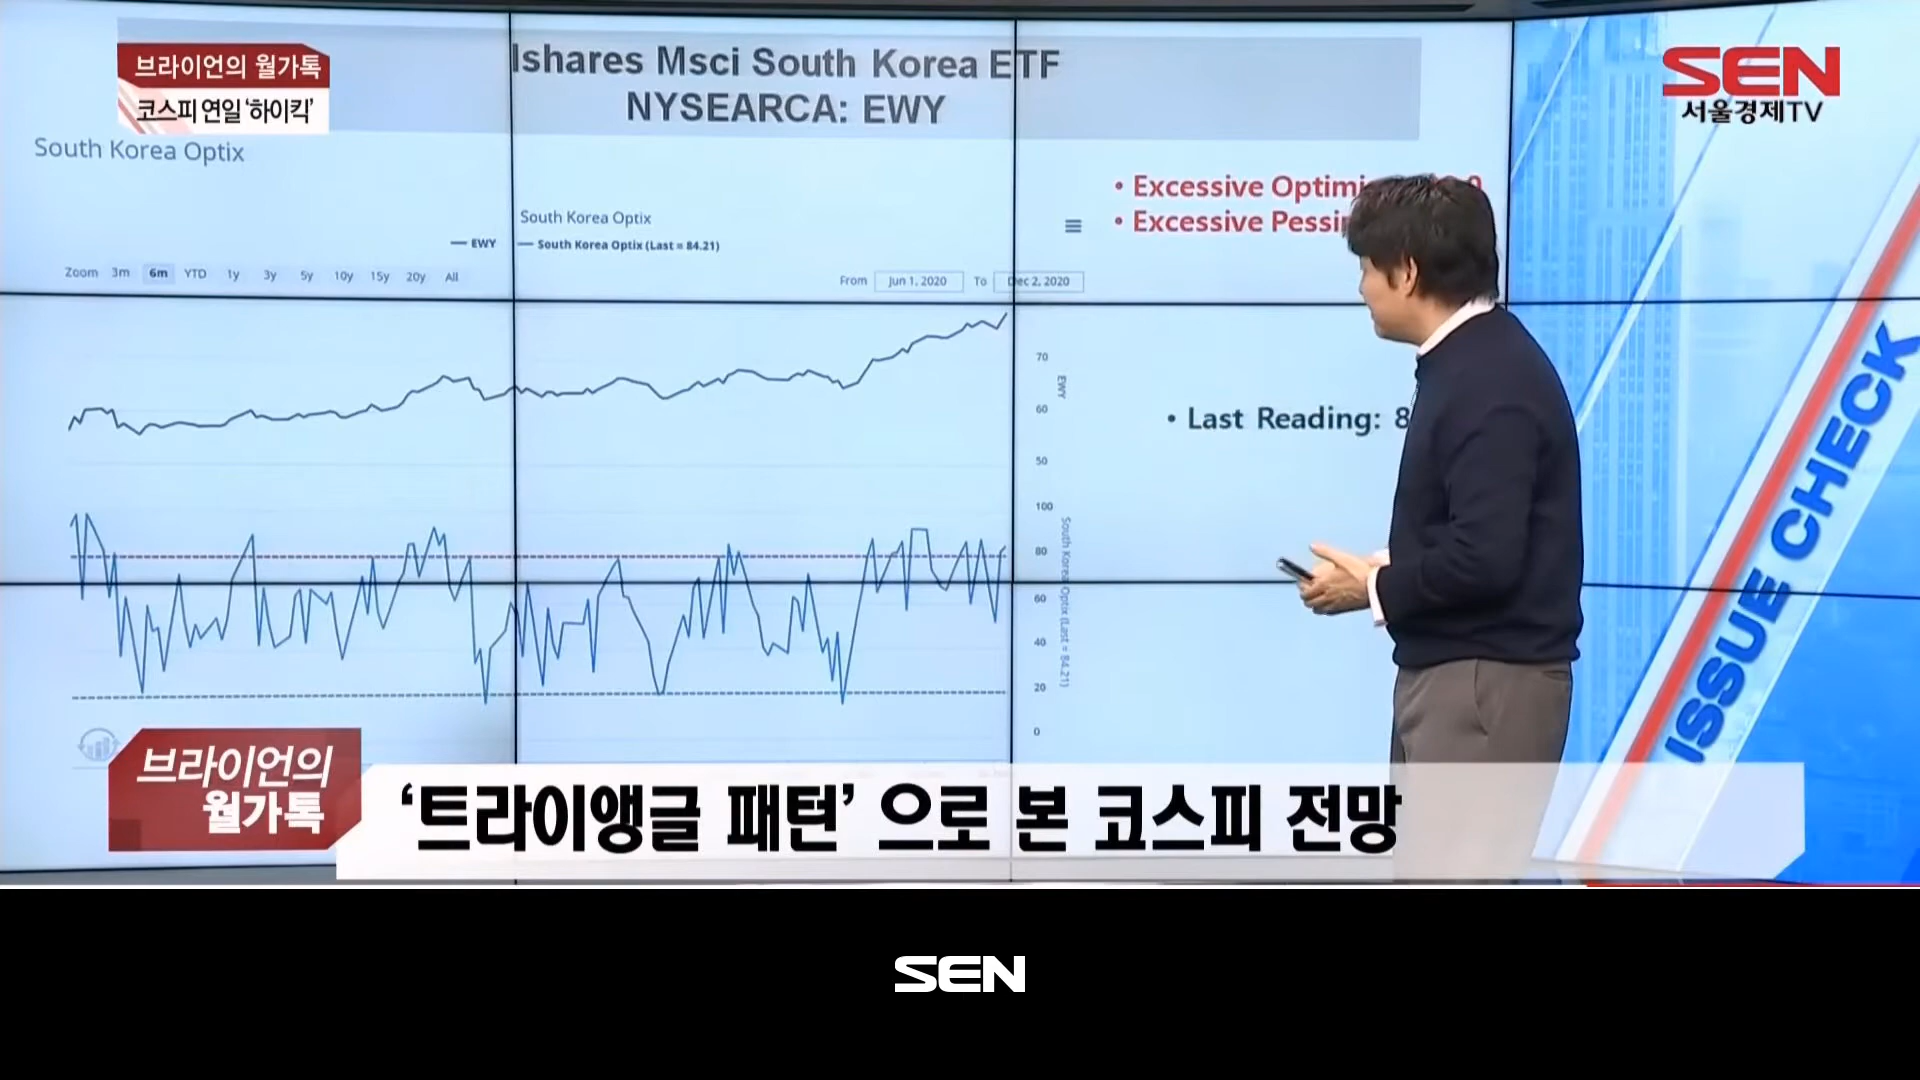 Ishares Msci South Korea ETF
NYSEARCA: EWY
브라이언의 월가톡
코스피 연일 ‘하이킥’
SEN
서울경제TV
South Korea Optix
• Excessive
• Excessive
South Korea Optix
EWY
South Korea Optix (Last = 84.21)
Zoom 3m 6m YTD 1y 3y 5y 10y 15y 20y All
From Jun 1, 2020 To Dec 2, 2020
70
60
50
EWY
• Last Reading:
100
80
60
40
20
0
South Korea Optix (Last = 84.21)
ISSUE CHECK
브라이언의
월가톡
‘트라이앵글 패턴’ 으로 본 코스피 전망
SEN